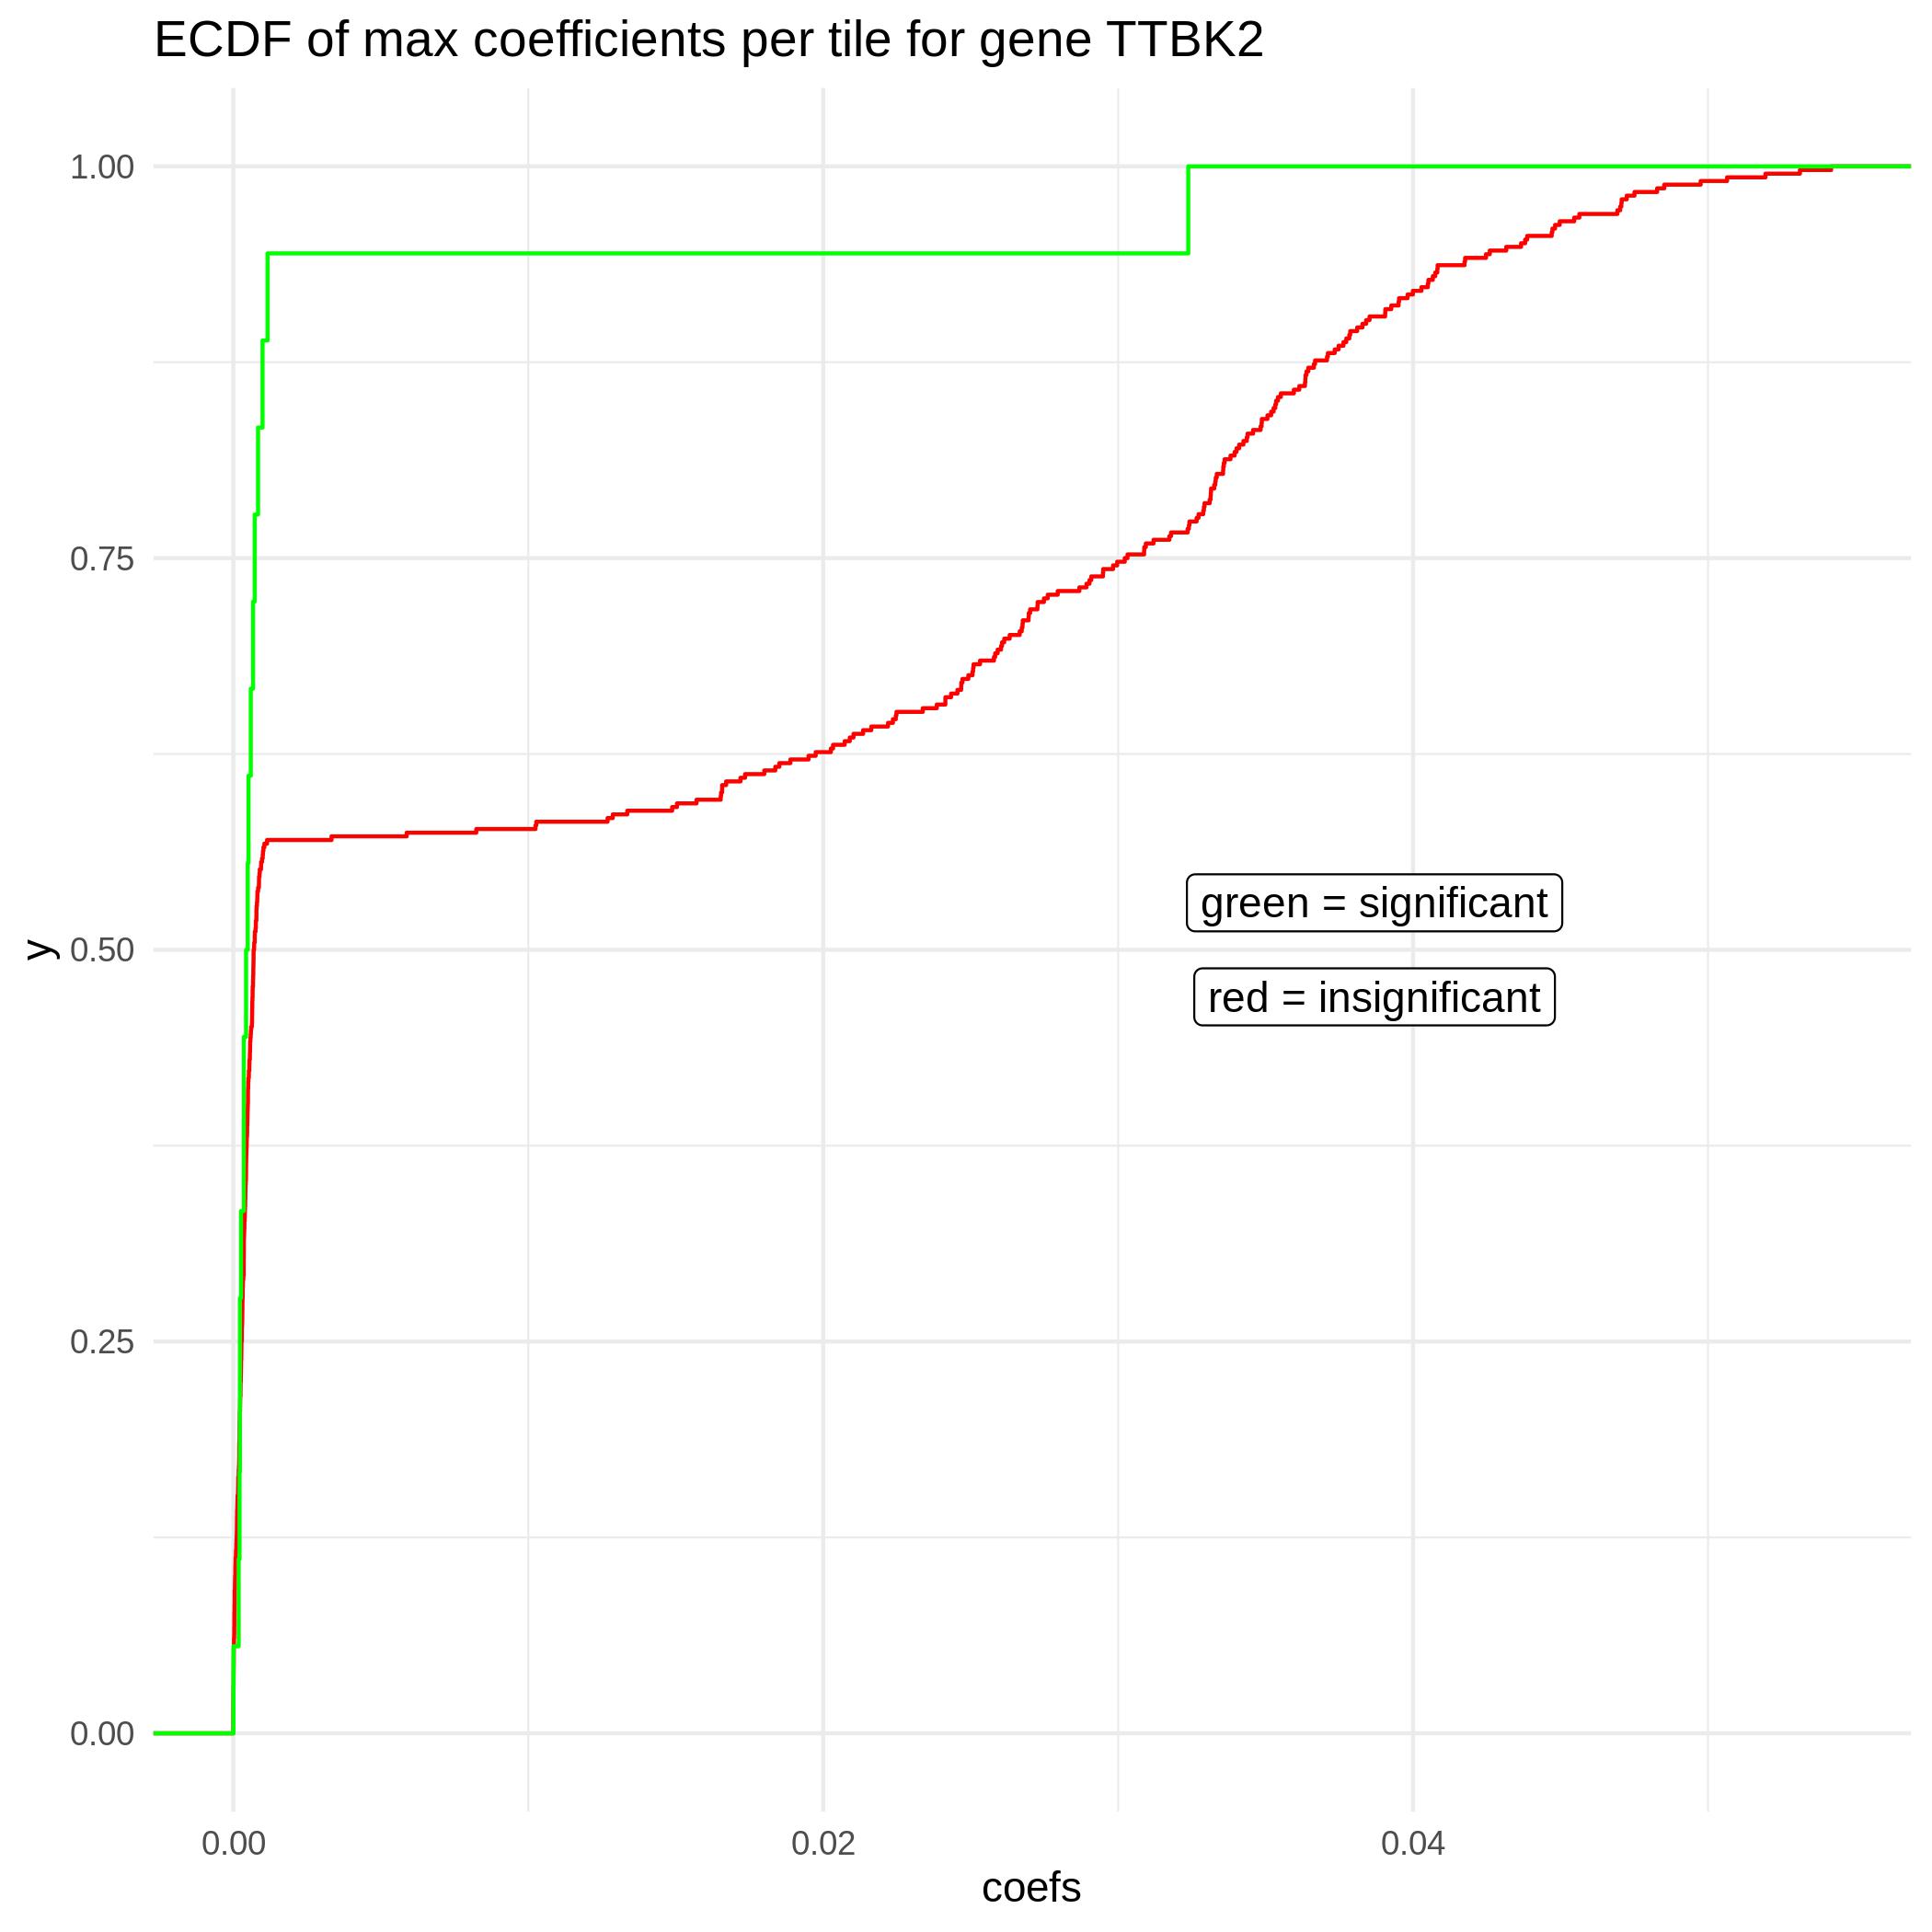 ECDF of max coefficients per tile for gene TTBK2
1.00
0.75
0.50
0.25
0.00
y
green = significant
red = insignificant
0.00 0.02 0.04
coefs